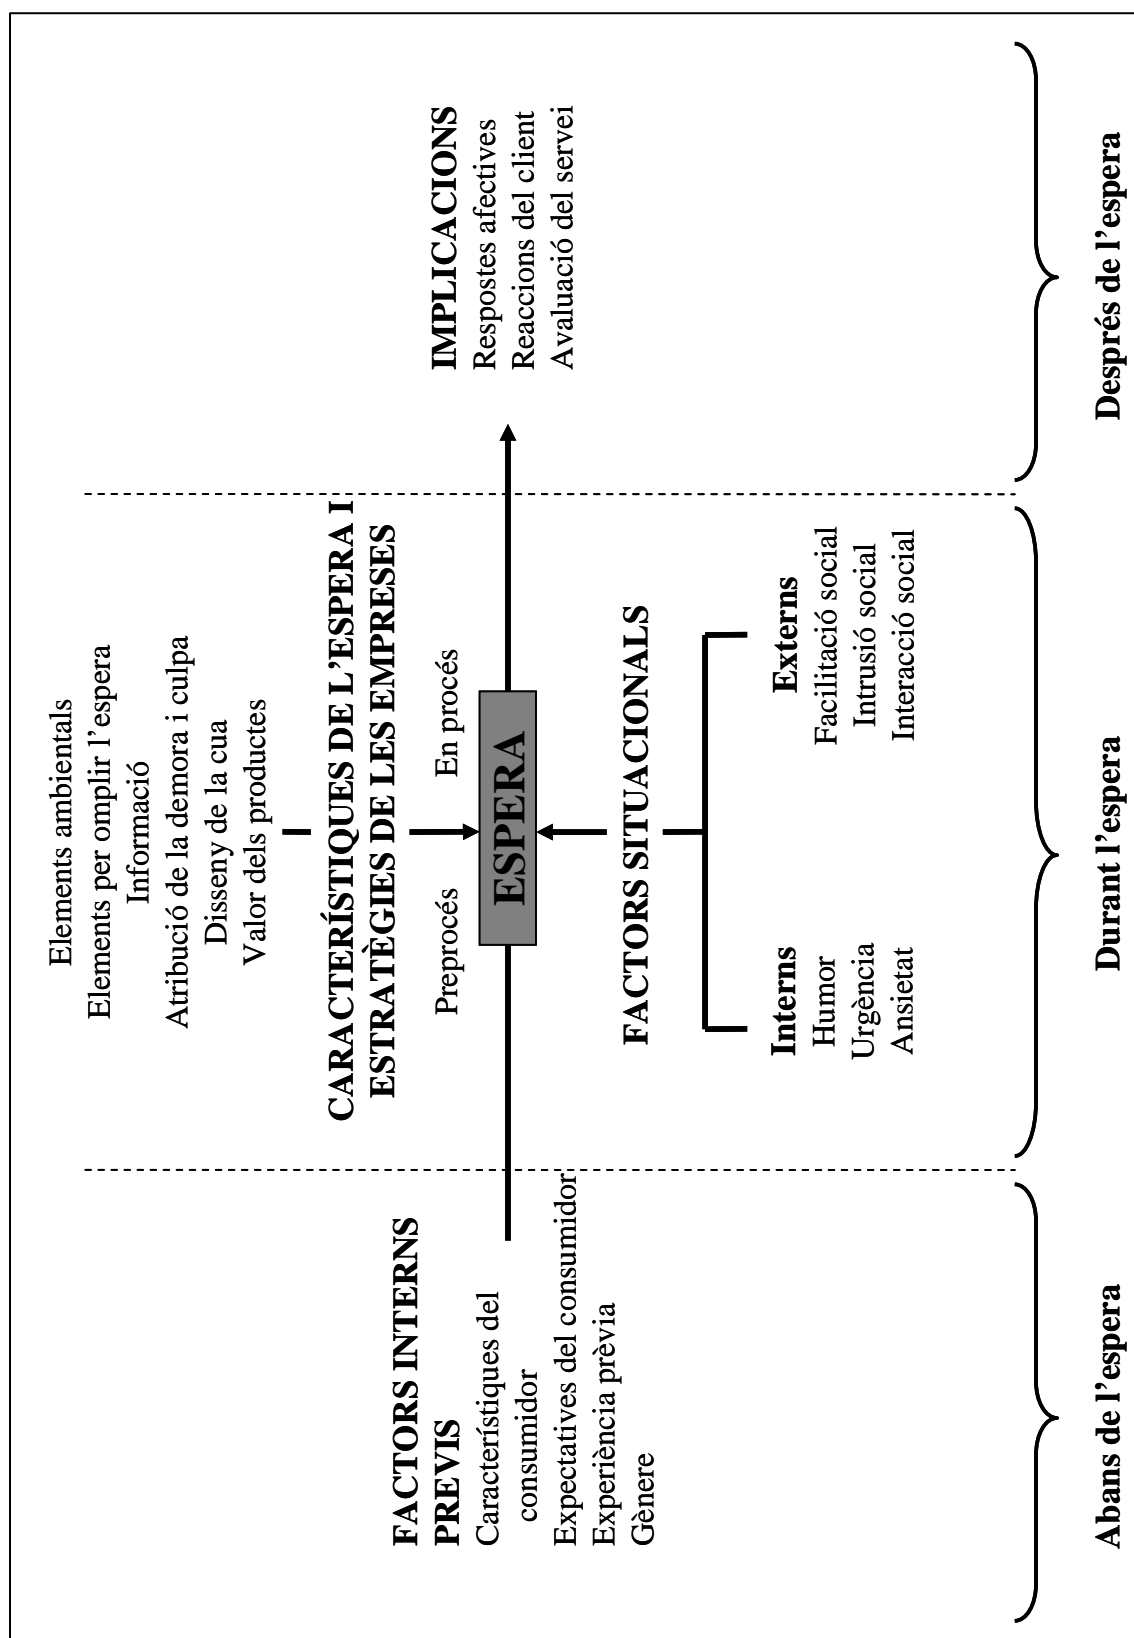 Elements ambientals
Elements per omplir l’espera
Informació
Atribució de la demora i culpa
Disseny de la cua
Valor dels productes
CARACTERÍSTIQUES DE L’ESPERA I
ESTRATÈGIES DE LES EMPRESES
FACTORS INTERNS
PREVIS
Característiques del
consumidor
Expectatives del consumidor
Experiència prèvia
Gènere
Preprocés
En procés
ESPERA
IMPLICACIONS
Respostes afectives
Reaccions del client
Avaluació del servei
FACTORS SITUACIONALS
Interns
Humor
Urgència
Ansietat
Externs
Facilitació social
Intrusió social
Interacció social
Abans de l’espera
Durant l’espera
Després de l’espera